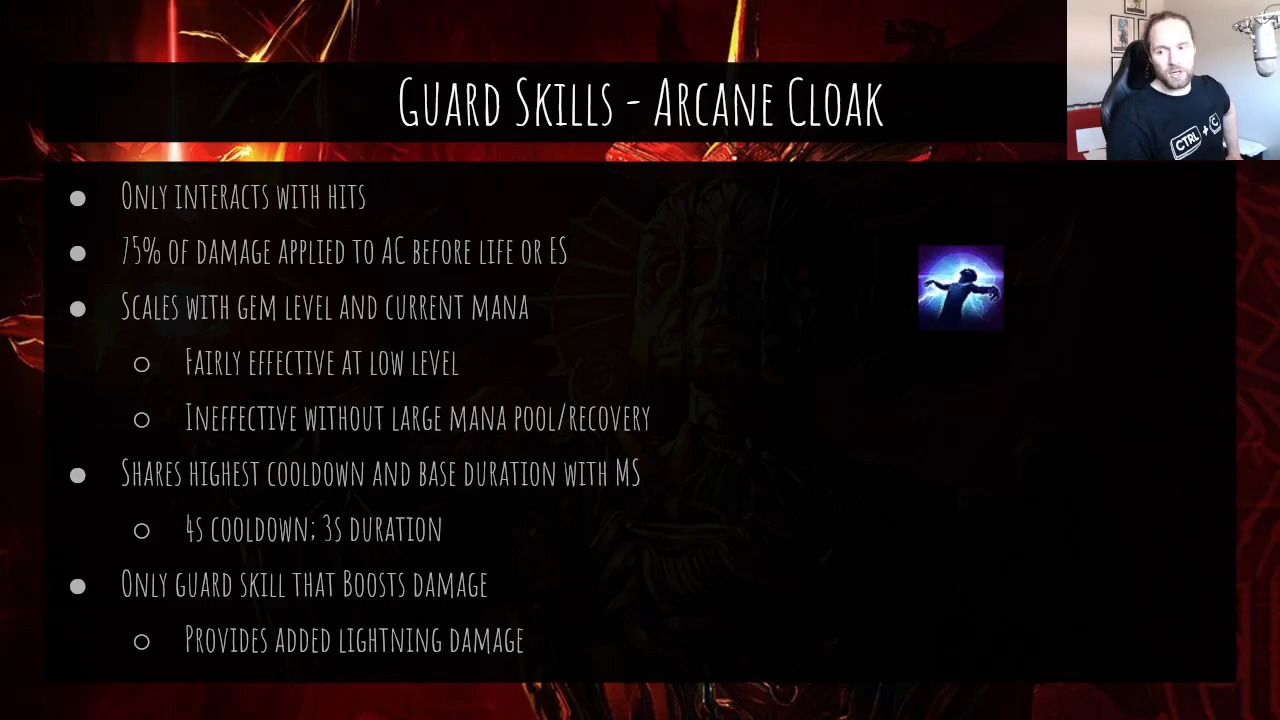 Guard Skills - Arcane Cloak
Only interacts with hits
75% of damage applied to AC before life or ES
Scales with gem level and current mana
Fairly effective at low level
Ineffective without large mana pool/recovery
Shares highest cooldown and base duration with MS
4s cooldown; 3s duration
Only guard skill that Boosts damage
Provides added lightning damage
CTRL + C